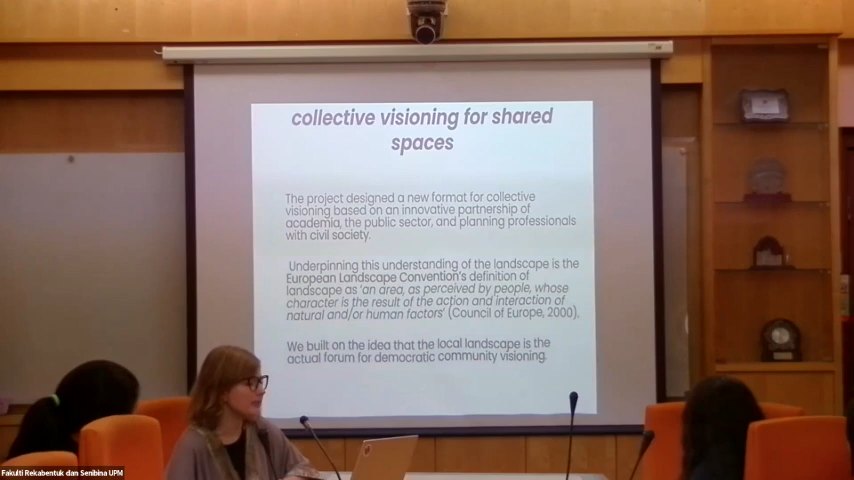 collective visioning for shared
spaces
The project designed a new format for collective
visioning based on an innovative partnership of
academia, the public sector, and planning professionals
with civil society.
Underpinning this understanding of the landscape is the
European Landscape Convention's definition of
landscape as 'an area, as perceived by people, whose
character is the result of the action and interaction of
natural and/or human factors' (Council of Europe, 2000).
We built on the idea that the local landscape is the
actual forum for democratic community visioning.
Fakulti Rekabentuk dan Senibina UPM